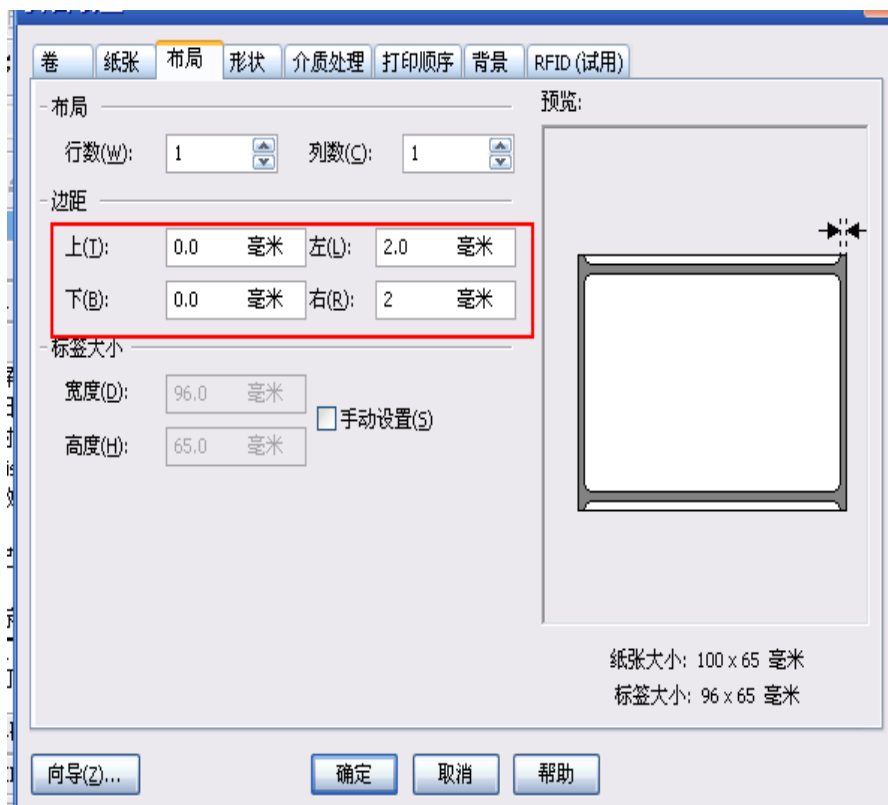 卷 纸张 布局 形状 介质处理 打印顺序 背景 RFID (试用)
布局
行数(W): 1 列数(C): 1
边距
上(T): 0.0 毫米 左(L): 2.0 毫米
下(B): 0.0 毫米 右(R): 2 毫米
标签大小
宽度(D): 96.0 毫米
手动设置(S)
高度(H): 65.0 毫米
预览:
纸张大小: 100 x 65 毫米
标签大小: 96 x 65 毫米
向导(Z)... 确定 取消 帮助